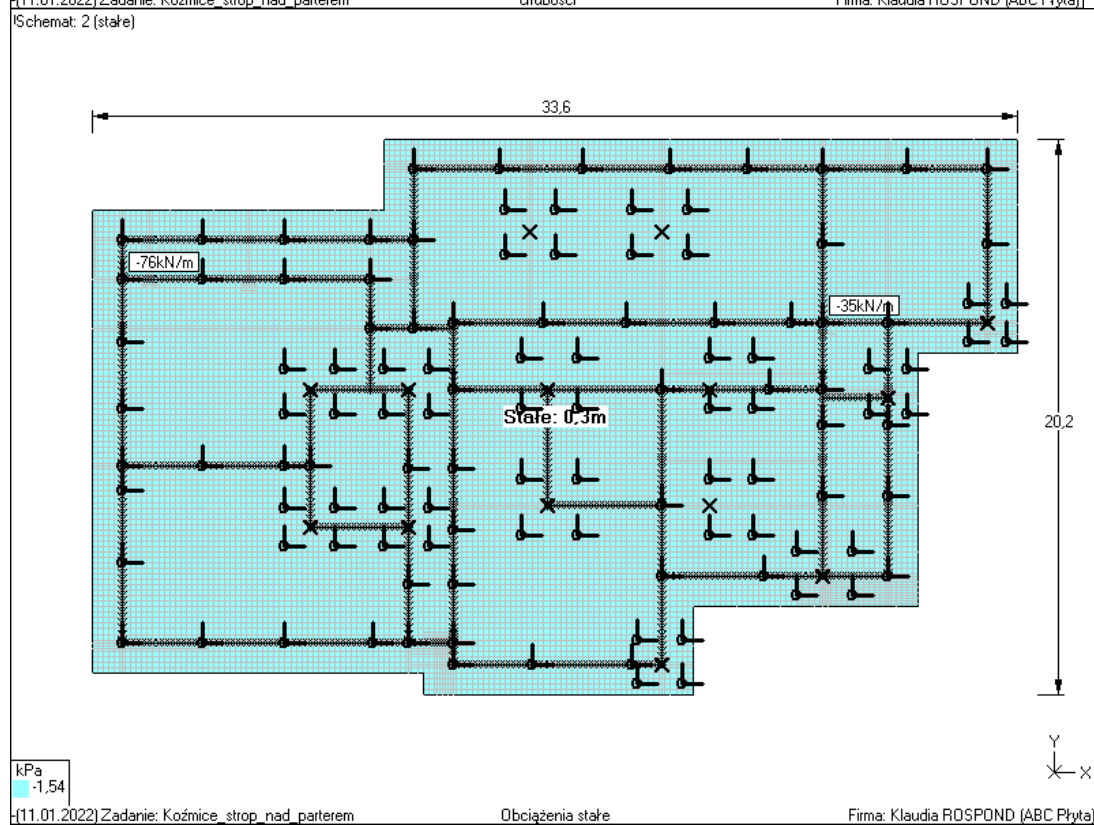 (11.01.2022) Zadanie: Koźmice_strop_nad_parterem Grubości Firma: Klaudia ROSPOND (ABC Płyta)
Schemat: 2 (stałe)
33,6
-76kN/m
-35kN/m
Stałe: 0,3m
20,2
Y
X
kPa
-1,54
(11.01.2022) Zadanie: Koźmice_strop_nad_parterem Obciążenia stałe Firma: Klaudia ROSPOND (ABC Płyta)